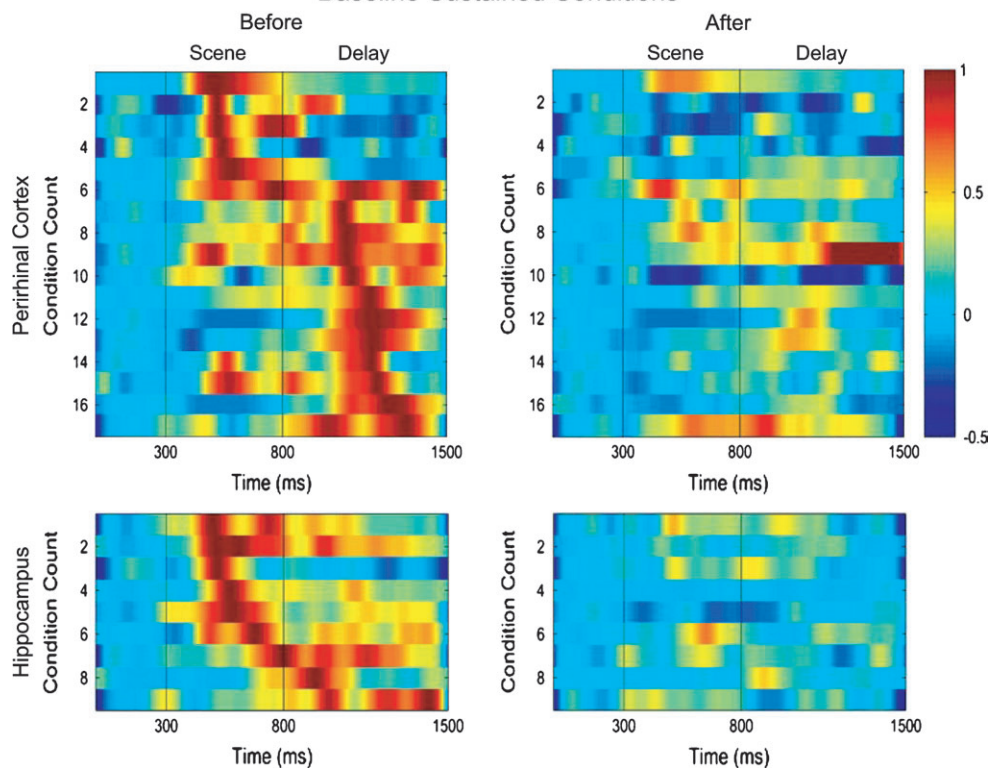 Baseline Sustained Conditions
Before
After
Scene
Delay
Scene
Delay
Perirhinal Cortex
Condition Count
2
4
6
8
10
12
14
16
300
800
1500
Time (ms)
Condition Count
2
4
6
8
10
12
14
16
300
800
1500
Time (ms)
1
0.5
0
-0.5
Hippocampus
Condition Count
2
4
6
8
300
800
1500
Time (ms)
Condition Count
2
4
6
8
300
800
1500
Time (ms)